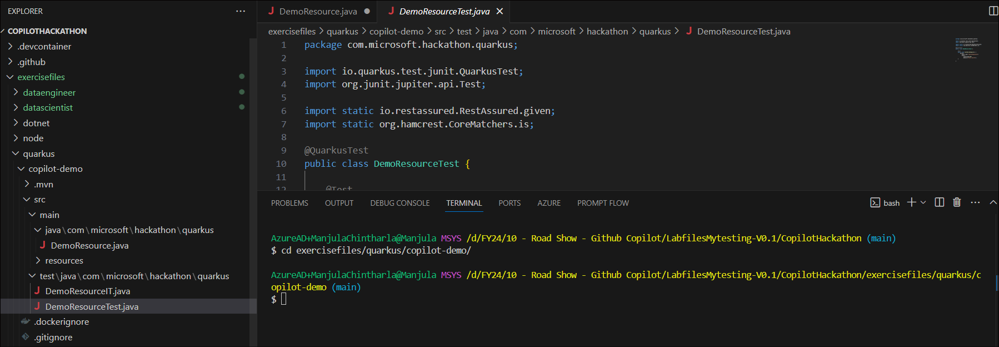 EXPLORER
COPILOTHACKATHON
.devcontainer
.github
exercisefiles
dataengineer
datascientist
dotnet
node
quarkus
copilot-demo
.mvn
src
main
java\com\microsoft\hackathon\quarkus
J DemoResource.java
resources
test\java\com\microsoft\hackathon\quarkus
J DemoResourceIT.java
J DemoResourceTest.java
.dockerignore
.gitignore
J DemoResource.java
J DemoResourceTest.java
exercisefiles > quarkus > copilot-demo > src > test > java > com > microsoft > hackathon > quarkus > J DemoResourceTest.java
1 package com.microsoft.hackathon.quarkus;
2
3 import io.quarkus.test.junit.QuarkusTest;
4 import org.junit.jupiter.api.Test;
5
6 import static io.restassured.RestAssured.given;
7 import static org.hamcrest.CoreMatchers.is;
8
9 @QuarkusTest
10 public class DemoResourceTest {
11
12 @Test
PROBLEMS OUTPUT DEBUG CONSOLE TERMINAL PORTS AZURE PROMPT FLOW
bash
AzureAD+ManjulaChintharla@Manjula MSYS /d/FY24/10 - Road Show - Github Copilot/LabfilesMytesting-V0.1/CopilotHackathon (main)
$ cd exercisefiles/quarkus/copilot-demo/
AzureAD+ManjulaChintharla@Manjula MSYS /d/FY24/10 - Road Show - Github Copilot/LabfilesMytesting-V0.1/CopilotHackathon/exercisefiles/quarkus/c
opilot-demo (main)
$